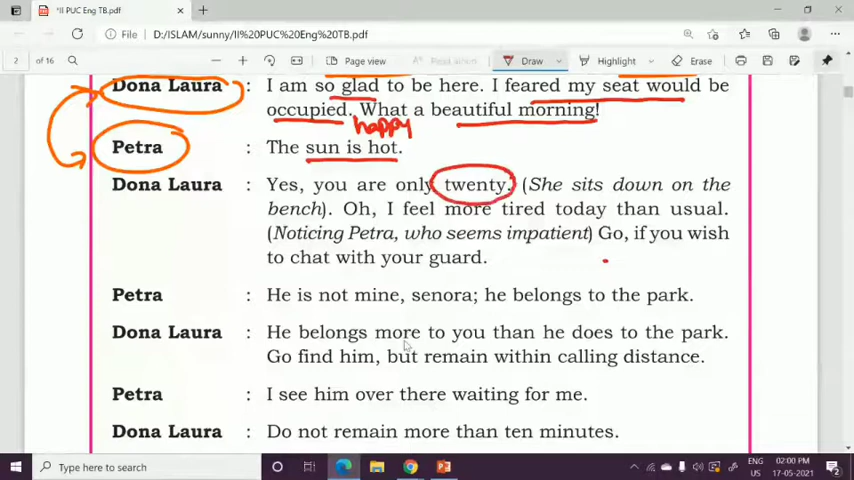 *II PUC Eng TB.pdf
File
D:/ISLAM/sunny/II%20PUC%20Eng%20TB.pdf
2 of 16
Page view
Read aloud
Draw
Highlight
Erase
Dona Laura : I am so glad to be here. I feared my seat would be
occupied. What a beautiful morning!
happy
Petra : The sun is hot.
Dona Laura : Yes, you are only twenty. (She sits down on the
bench). Oh, I feel more tired today than usual.
(Noticing Petra, who seems impatient) Go, if you wish
to chat with your guard.
Petra : He is not mine, senora; he belongs to the park.
Dona Laura : He belongs more to you than he does to the park.
Go find him, but remain within calling distance.
Petra : I see him over there waiting for me.
Dona Laura : Do not remain more than ten minutes.
Type here to search
ENG
US
02:00 PM
17-05-2021
2